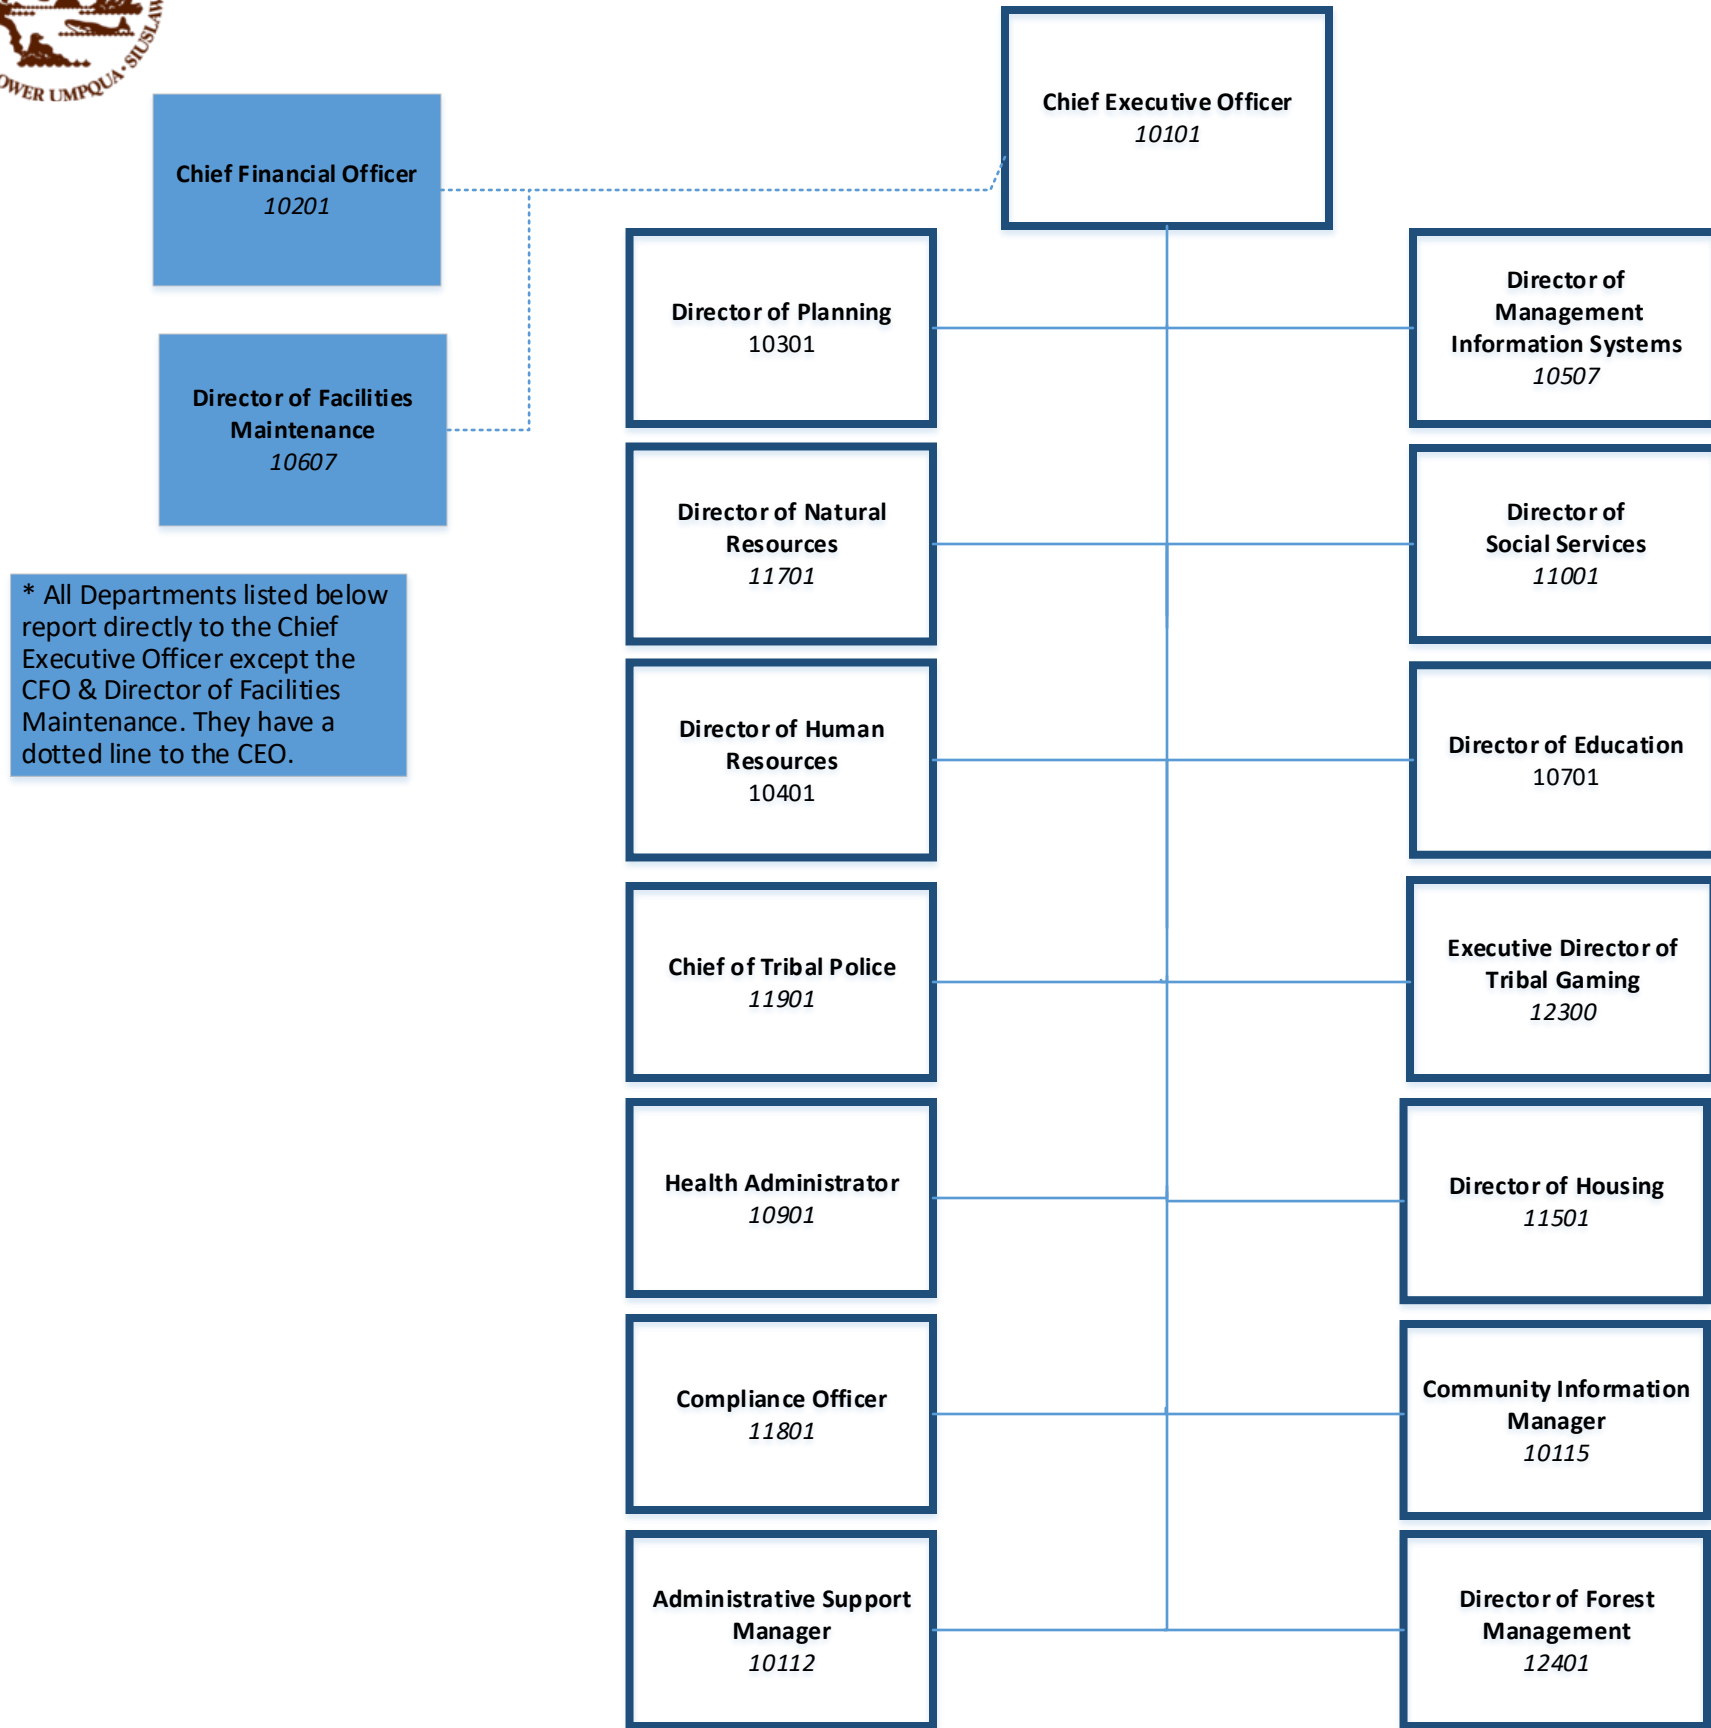 UMPQUA · SIUSLAW
Chief Executive Officer
10101
Chief Financial Officer
10201
Director of Facilities
Maintenance
10607
* All Departments listed below
report directly to the Chief
Executive Officer except the
CFO & Director of Facilities
Maintenance. They have a
dotted line to the CEO.
Director of Planning
10301
Director of
Management
Information Systems
10507
Director of Natural
Resources
11701
Director of
Social Services
11001
Director of Human
Resources
10401
Director of Education
10701
Chief of Tribal Police
11901
Executive Director of
Tribal Gaming
12300
Health Administrator
10901
Director of Housing
11501
Compliance Officer
11801
Community Information
Manager
10115
Administrative Support
Manager
10112
Director of Forest
Management
12401